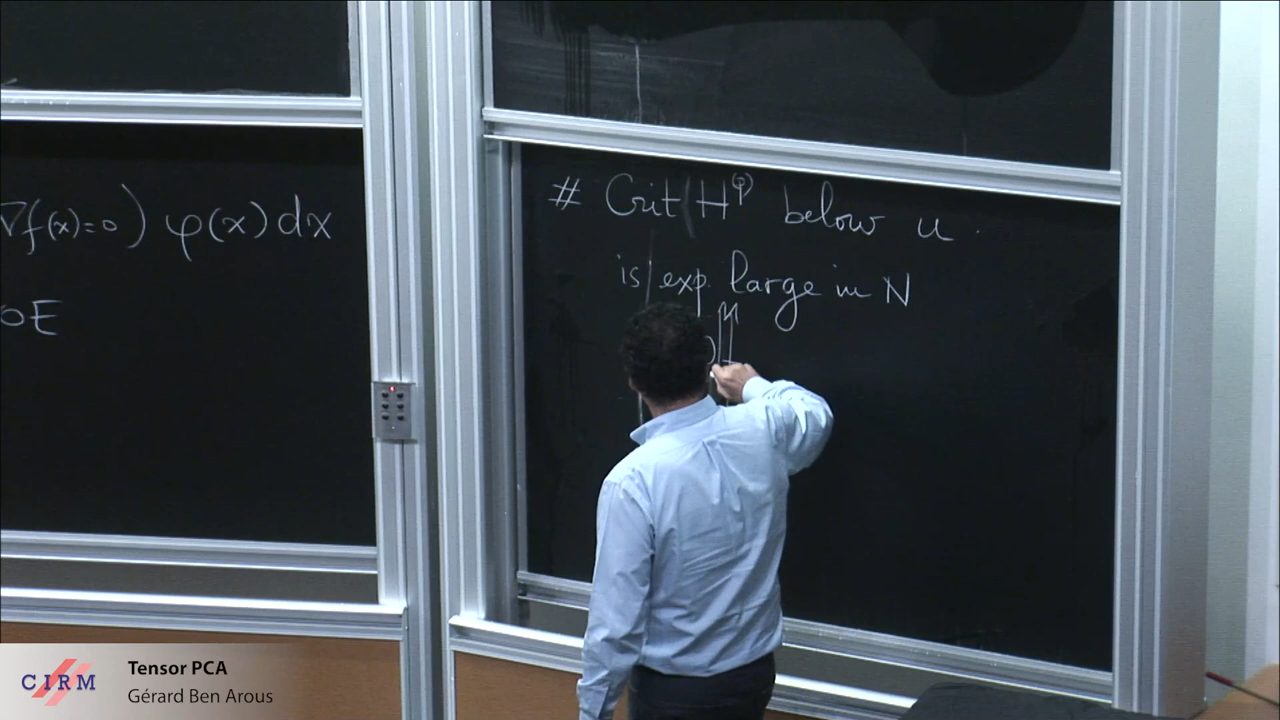 ∇f(x)=0) φ(x) dx
OE
# Crit H^(p) below u.
is exp. large in N
CIRM
Tensor PCA
Gérard Ben Arous